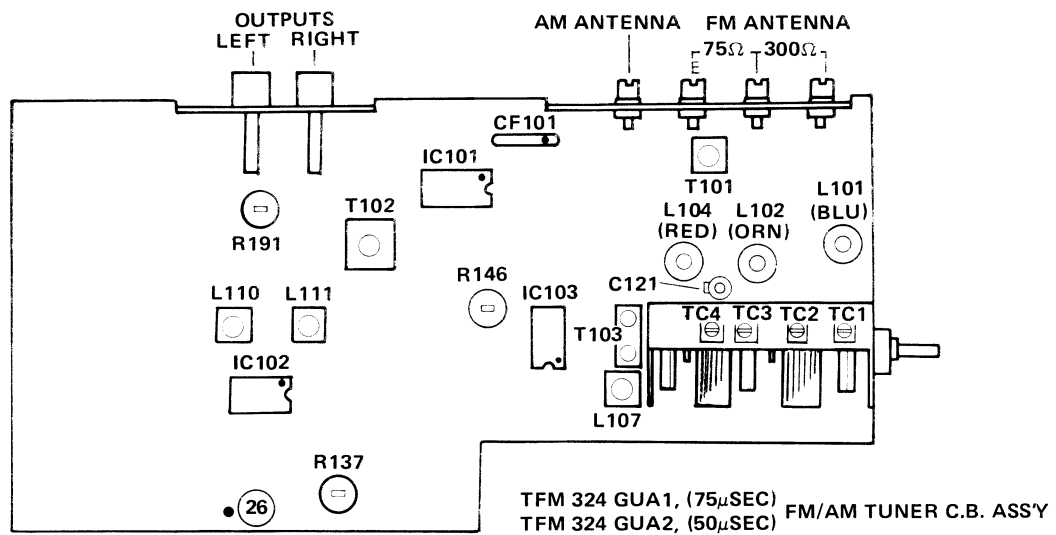 OUTPUTS
LEFT RIGHT
AM ANTENNA FM ANTENNA
75Ω 300Ω
CF101
IC101
T101
L101
(BLU)
L104
(RED)
L102
(ORN)
T102
R191
R146
C121
L110 L111
IC103
T103
TC4 TC3 TC2 TC1
IC102
L107
R137
26
TFM 324 GUA1, (75μSEC)
TFM 324 GUA2, (50μSEC)
FM/AM TUNER C.B. ASS'Y